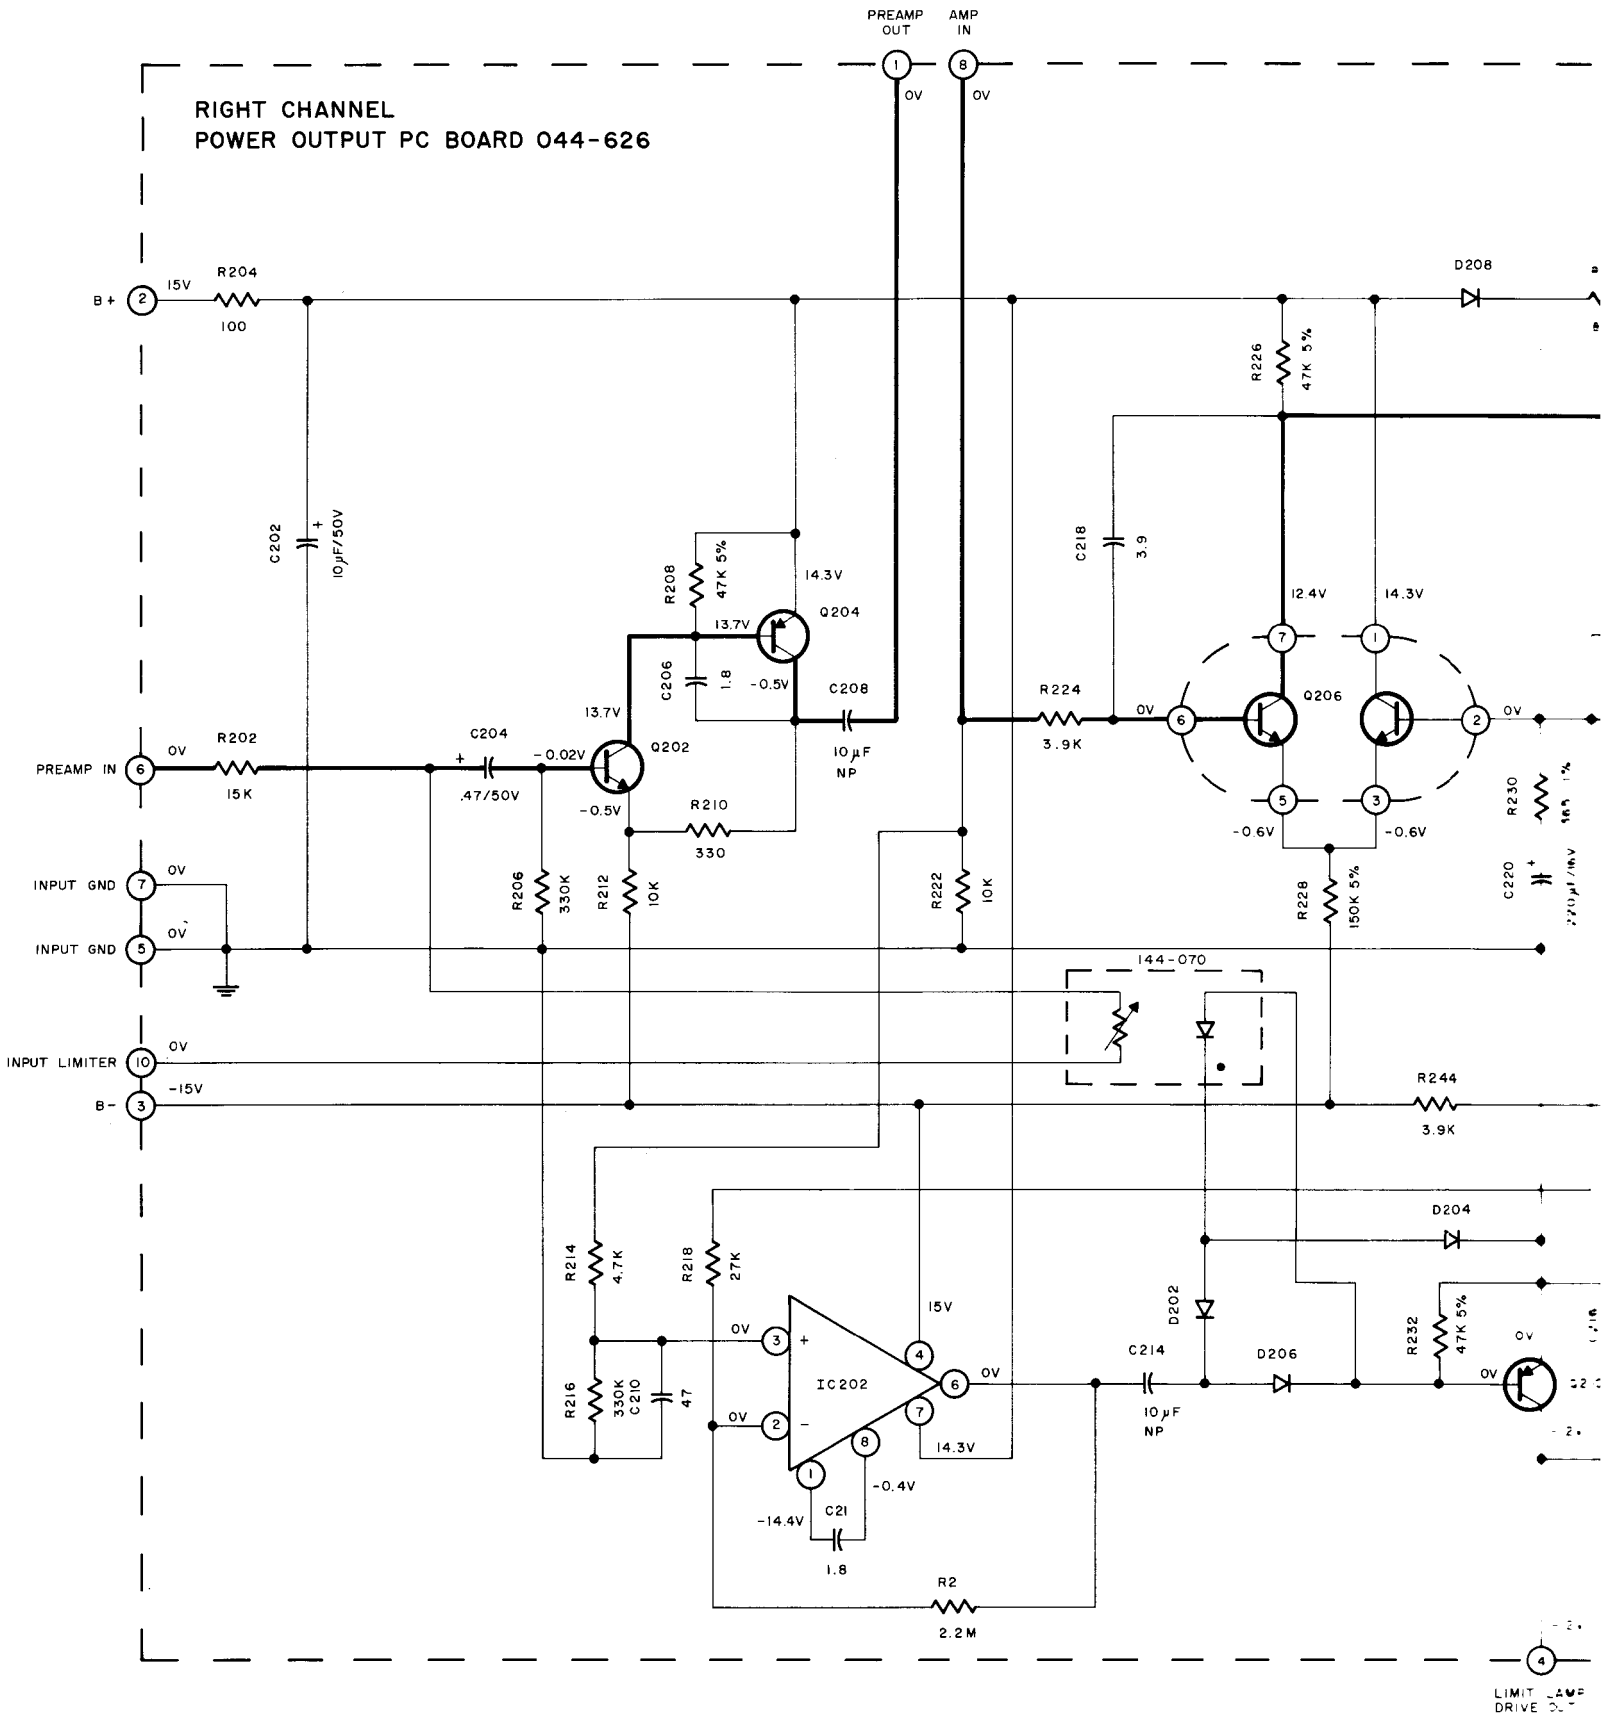 PREAMP
OUT
AMP
IN
1
8
0V
0V
RIGHT CHANNEL
POWER OUTPUT PC BOARD 044-626
B+
2
15V
R204
100
D208
R226
47K 5%
C202
+
10µF/50V
R208
47K 5%
14.3V
Q204
13.7V
C206
1.8
-0.5V
C208
10µF
NP
C218
3.9
12.4V
14.3V
7
1
R224
3.9K
0V
6
Q206
2
0V
PREAMP IN
6
0V
R202
15K
C204
+
.47/50V
-0.02V
13.7V
Q202
-0.5V
R210
330
5
3
-0.6V
-0.6V
R230
1%
INPUT GND
7
0V
R206
330K
R212
10K
R222
10K
R228
150K 5%
C220
+
220µF/16V
INPUT GND
5
0V
144-070
INPUT LIMITER
10
0V
B-
3
-15V
R244
3.9K
D204
R214
4.7K
R218
27K
D202
15V
R232
47K 5%
0V
0V
3
+
4
C214
10µF
NP
D206
R216
330K
C210
47
IC202
6
0V
0V
0V
2
-
7
8
14.3V
1
-0.4V
-14.4V
C21
1.8
R2
2.2M
4
LIMIT LAMP
DRIVE OUT